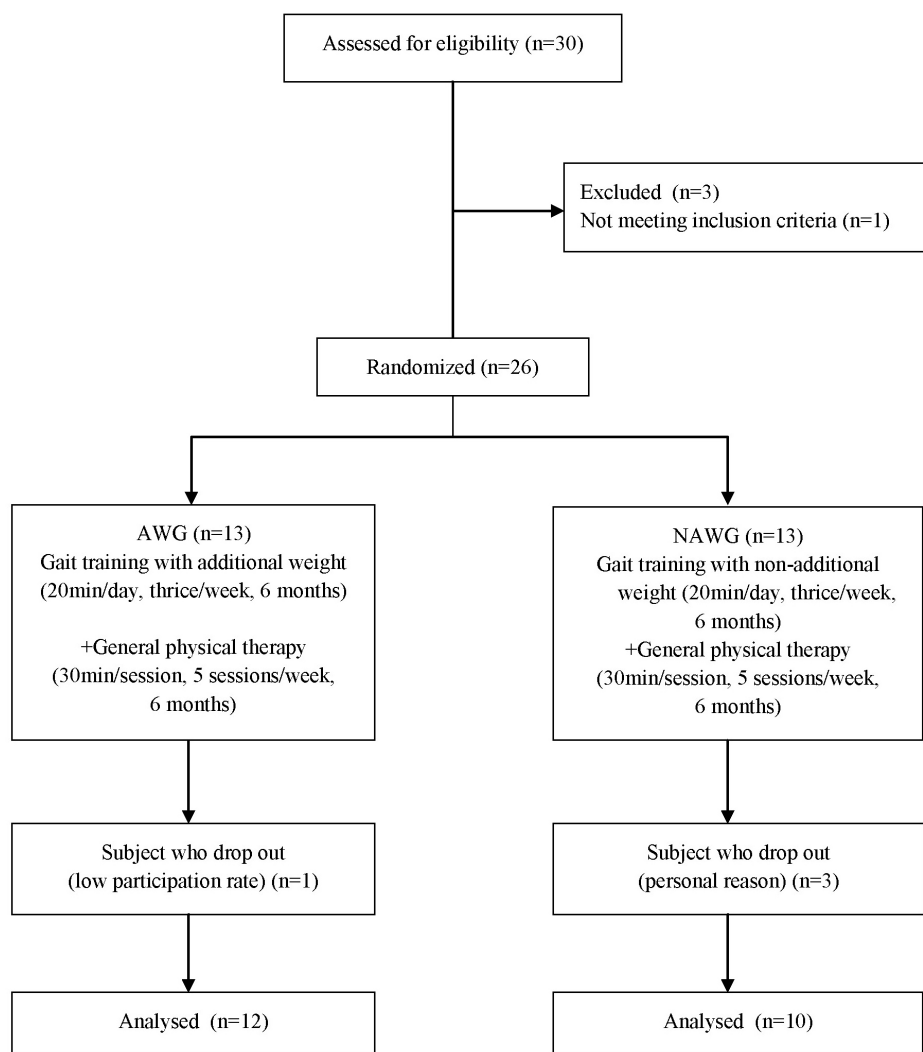 Assessed for eligibility (n=30)
Excluded (n=3)
Not meeting inclusion criteria (n=1)
Randomized (n=26)
AWG (n=13)
Gait training with additional weight
(20min/day, thrice/week, 6 months)
+General physical therapy
(30min/session, 5 sessions/week,
6 months)
NAWG (n=13)
Gait training with non-additional
weight (20min/day, thrice/week,
6 months)
+General physical therapy
(30min/session, 5 sessions/week,
6 months)
Subject who drop out
(low participation rate) (n=1)
Subject who drop out
(personal reason) (n=3)
Analysed (n=12)
Analysed (n=10)